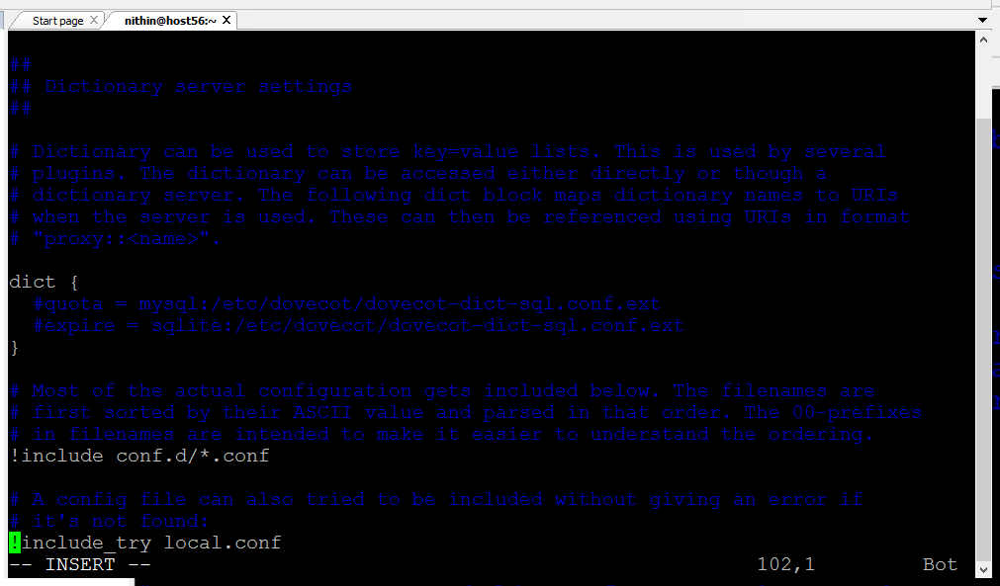 Start page
nithin@host56:~
##
## Dictionary server settings
##
# Dictionary can be used to store key=value lists. This is used by several
# plugins. The dictionary can be accessed either directly or though a
# dictionary server. The following dict block maps dictionary names to URIs
# when the server is used. These can then be referenced using URIs in format
# "proxy::<name>".
dict {
  #quota = mysql:/etc/dovecot/dovecot-dict-sql.conf.ext
  #expire = sqlite:/etc/dovecot/dovecot-dict-sql.conf.ext
}
# Most of the actual configuration gets included below. The filenames are
# first sorted by their ASCII value and parsed in that order. The 00-prefixes
# in filenames are intended to make it easier to understand the ordering.
!include conf.d/*.conf
# A config file can also tried to be included without giving an error if
# it's not found:
!include_try local.conf
-- INSERT -- 102,1 Bot